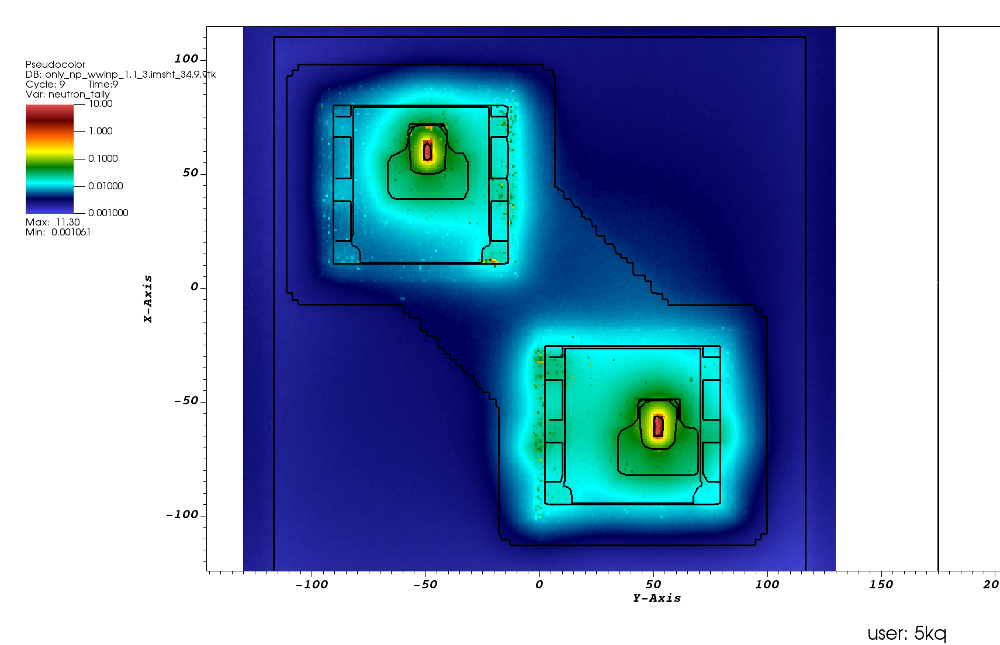 Pseudocolor
DB: only_np_wwinp_1.1_3.imsht_34.9.vtk
Cycle: 9 Time:9
Var: neutron_tally
10.00
1.000
0.1000
0.01000
0.001000
Max: 11.30
Min: 0.001061
100
50
0
-50
-100
X-Axis
-100 -50 0 50 100 150 20
Y-Axis
user: 5kq